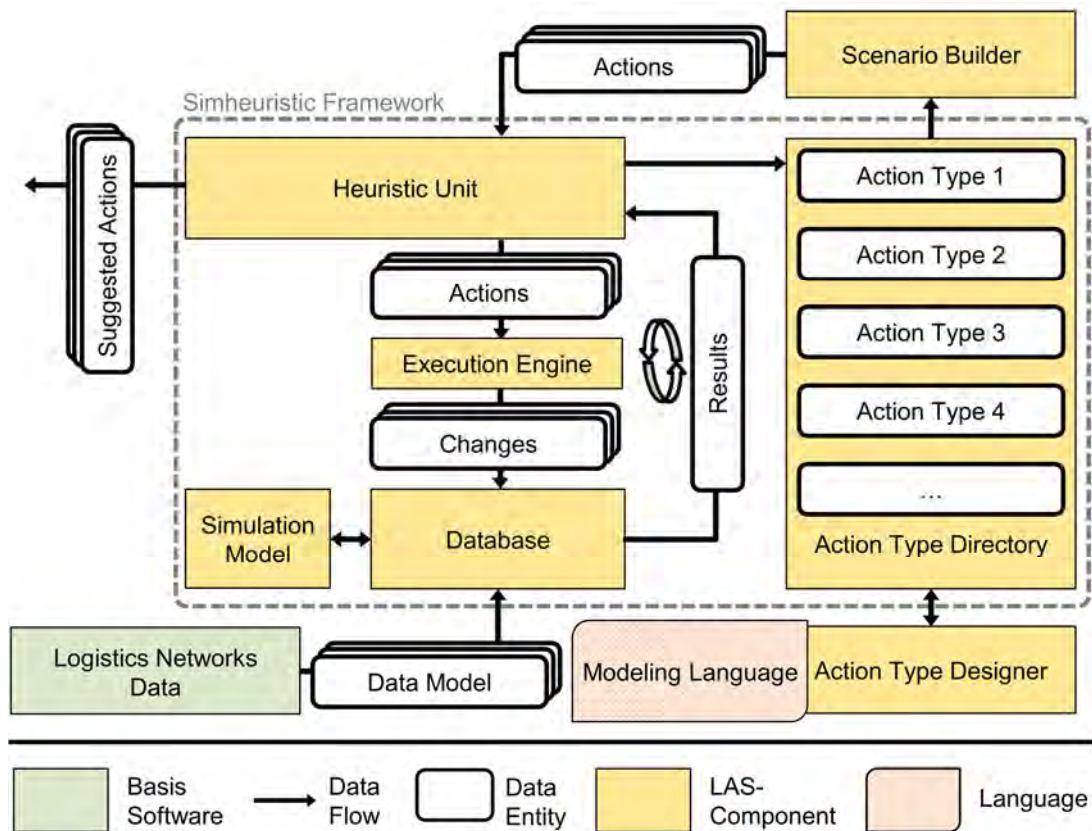 Actions
Scenario Builder
Simheuristic Framework
Suggested Actions
Heuristic Unit
Action Type 1
Action Type 2
Action Type 3
Action Type 4
...
Action Type Directory
Actions
Execution Engine
Results
Changes
Simulation
Model
Database
Logistics Networks
Data
Data Model
Modeling Language
Action Type Designer
Basis
Software
Data
Flow
Data
Entity
LAS-
Component
Language